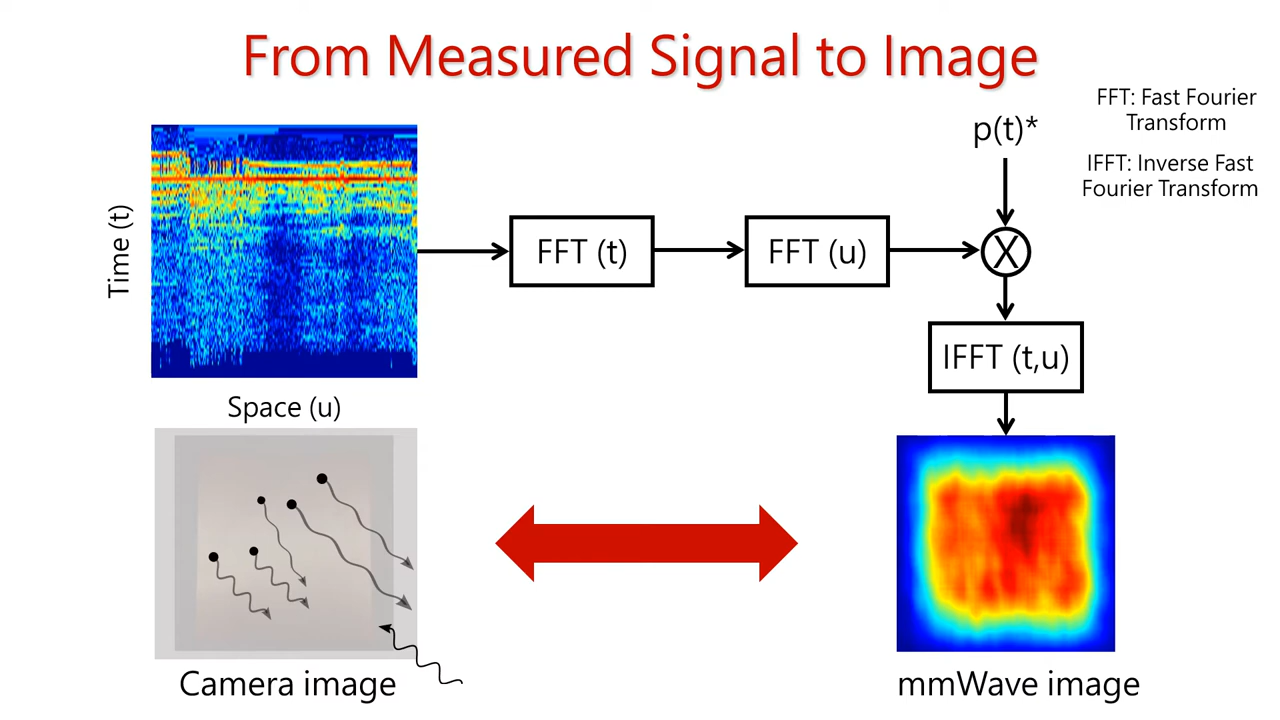 From Measured Signal to Image
FFT: Fast Fourier
Transform
IFFT: Inverse Fast
Fourier Transform
p(t)*
Time (t)
FFT (t)
FFT (u)
X
IFFT (t,u)
Space (u)
Camera image
mmWave image